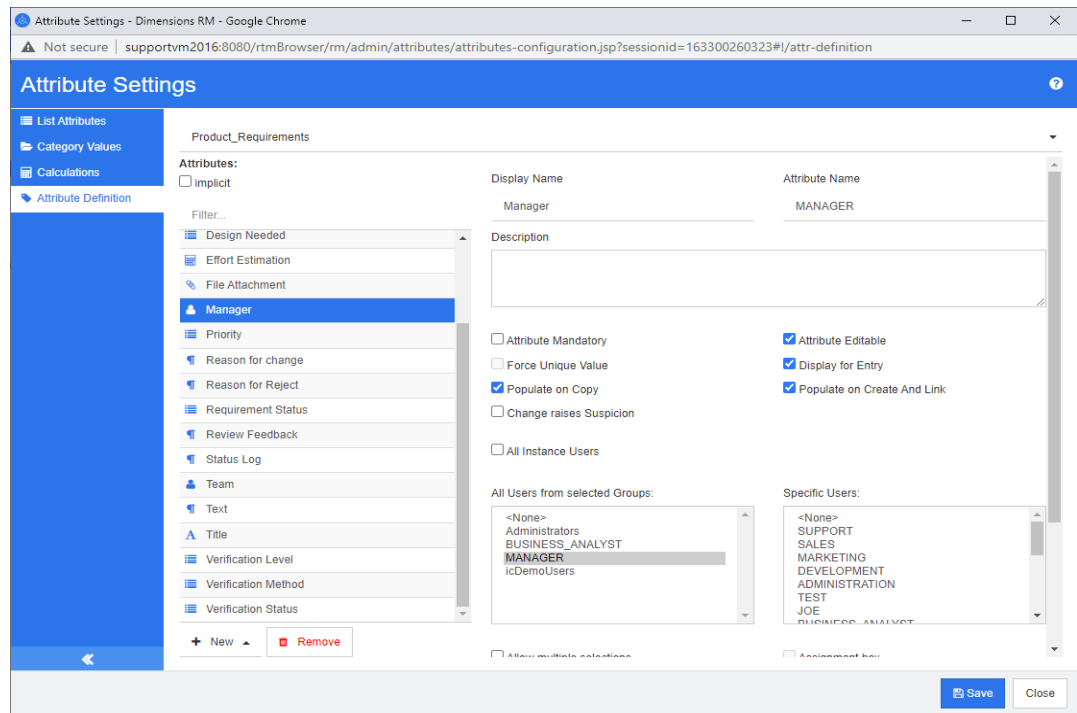 Attribute Settings - Dimensions RM - Google Chrome
Not secure | supportvm2016:8080/rtmBrowser/rm/admin/attributes/attributes-configuration.jsp?sessionid=163300260323#!/attr-definition
Attribute Settings
List Attributes
Category Values
Calculations
Attribute Definition
Product_Requirements
Attributes:
implicit
Filter...
Design Needed
Effort Estimation
File Attachment
Manager
Priority
Reason for change
Reason for Reject
Requirement Status
Review Feedback
Status Log
Team
Text
Title
Verification Level
Verification Method
Verification Status
New
Remove
Display Name
Attribute Name
Manager
MANAGER
Description
Attribute Mandatory
Attribute Editable
Force Unique Value
Display for Entry
Populate on Copy
Populate on Create And Link
Change raises Suspicion
All Instance Users
All Users from selected Groups:
<None>
Administrators
BUSINESS_ANALYST
MANAGER
icDemoUsers
Specific Users:
<None>
SUPPORT
SALES
MARKETING
DEVELOPMENT
ADMINISTRATION
TEST
JOE
BUSINESS_ANALYST
Allow multiple selections
Assignment box
Save
Close